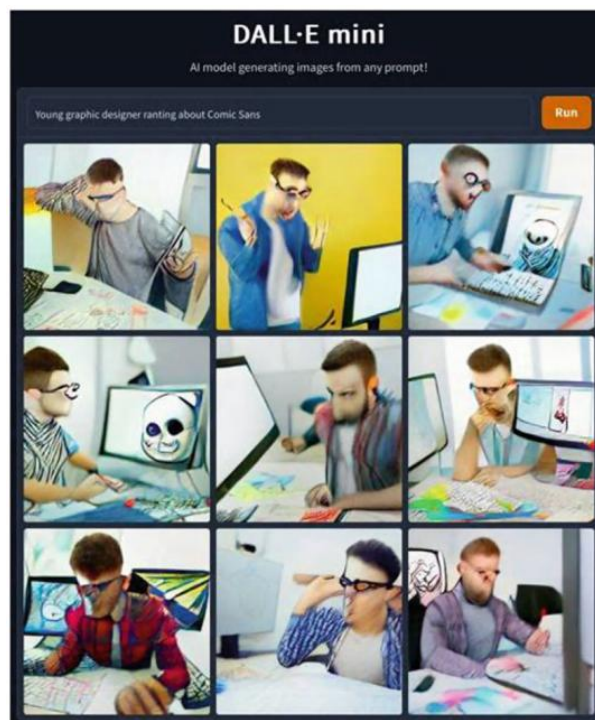 DALL·E mini
AI model generating images from any prompt!
Young graphic designer ranting about Comic Sans
Run